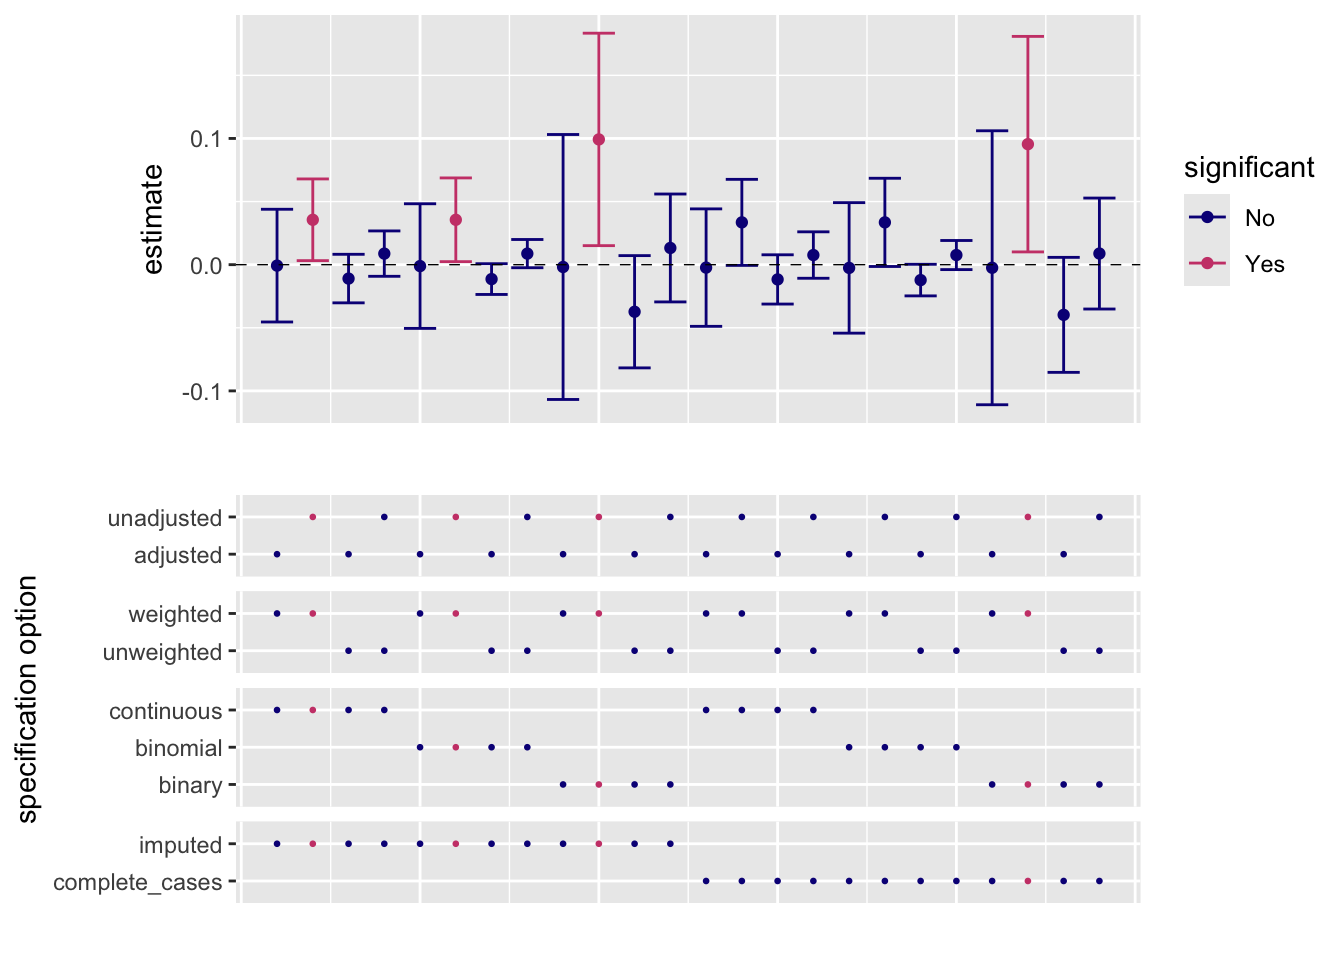 estimate
0.1
0.0
-0.1
significant
No
Yes
specification option
unadjusted
adjusted
weighted
unweighted
continuous
binomial
binary
imputed
complete_cases